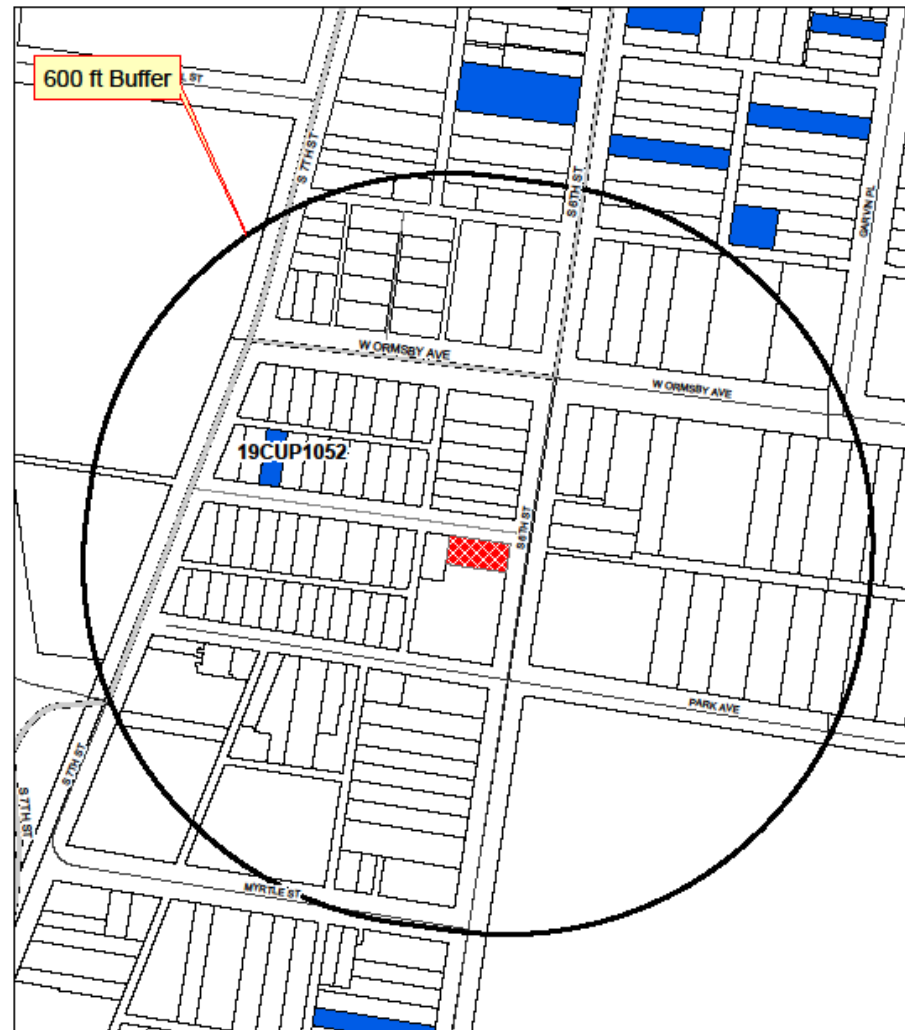 600 ft Buffer
ST
S 7TH ST
S 6TH ST
GARVIN PL
W ORMSBY AVE
W ORMSBY AVE
19CUP1052
S 6TH ST
PARK AVE
S 7TH ST
S 7TH ST
MYRTLE ST